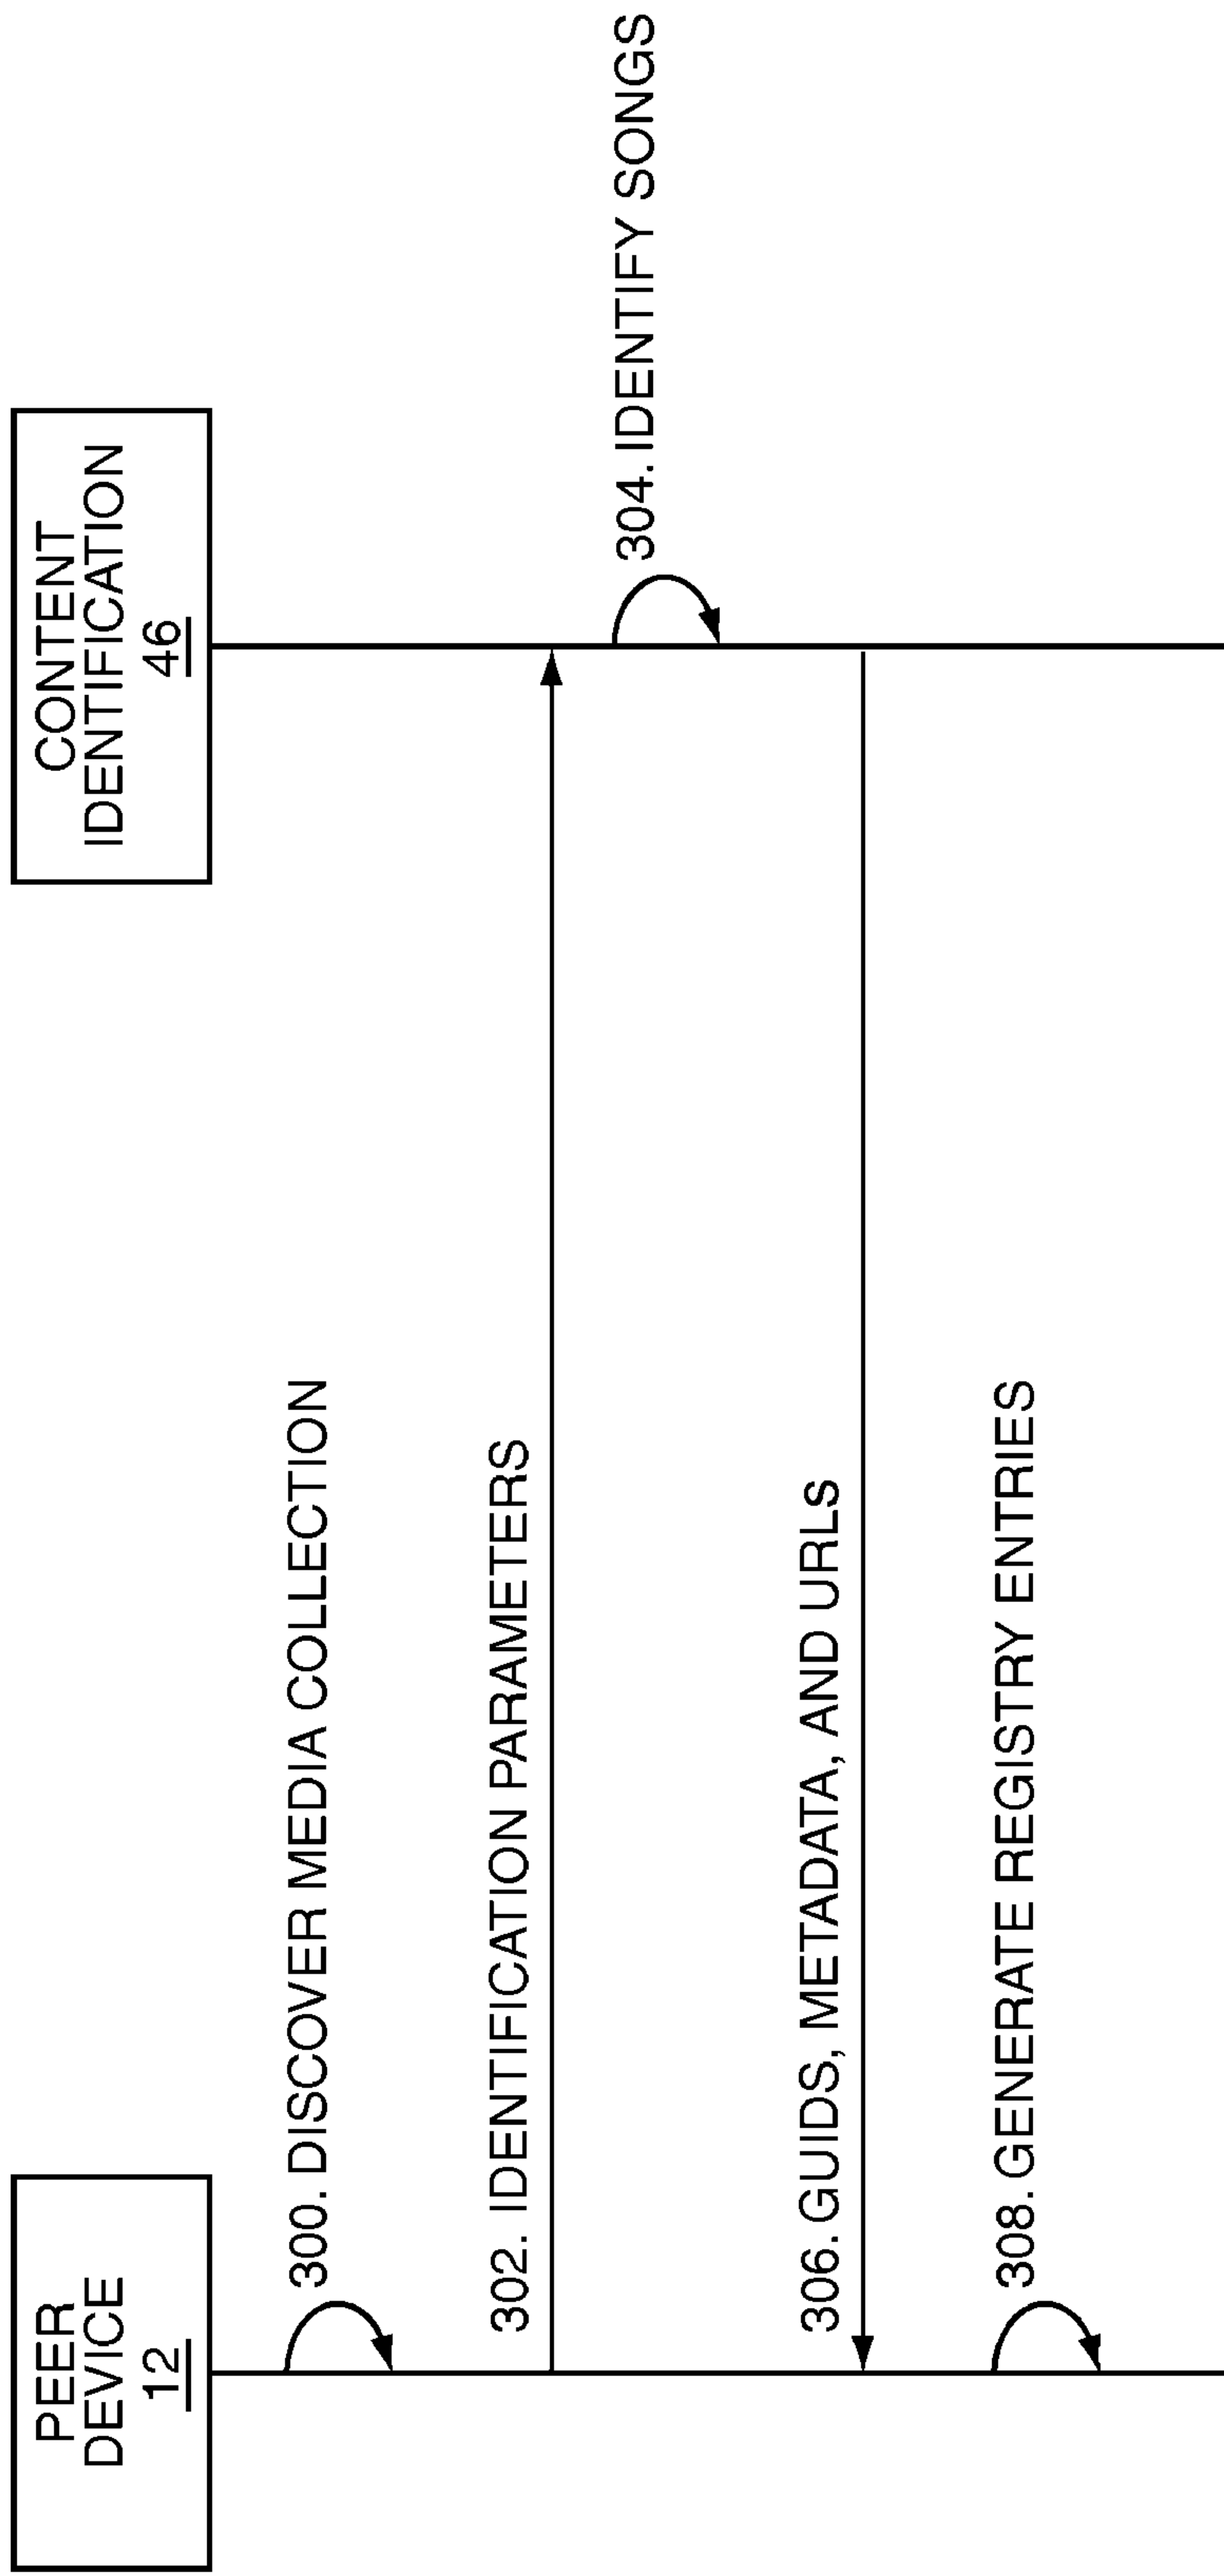 PEER
DEVICE
12
CONTENT
IDENTIFICATION
46
300. DISCOVER MEDIA COLLECTION
302. IDENTIFICATION PARAMETERS
304. IDENTIFY SONGS
306. GUIDS, METADATA, AND URLS
308. GENERATE REGISTRY ENTRIES